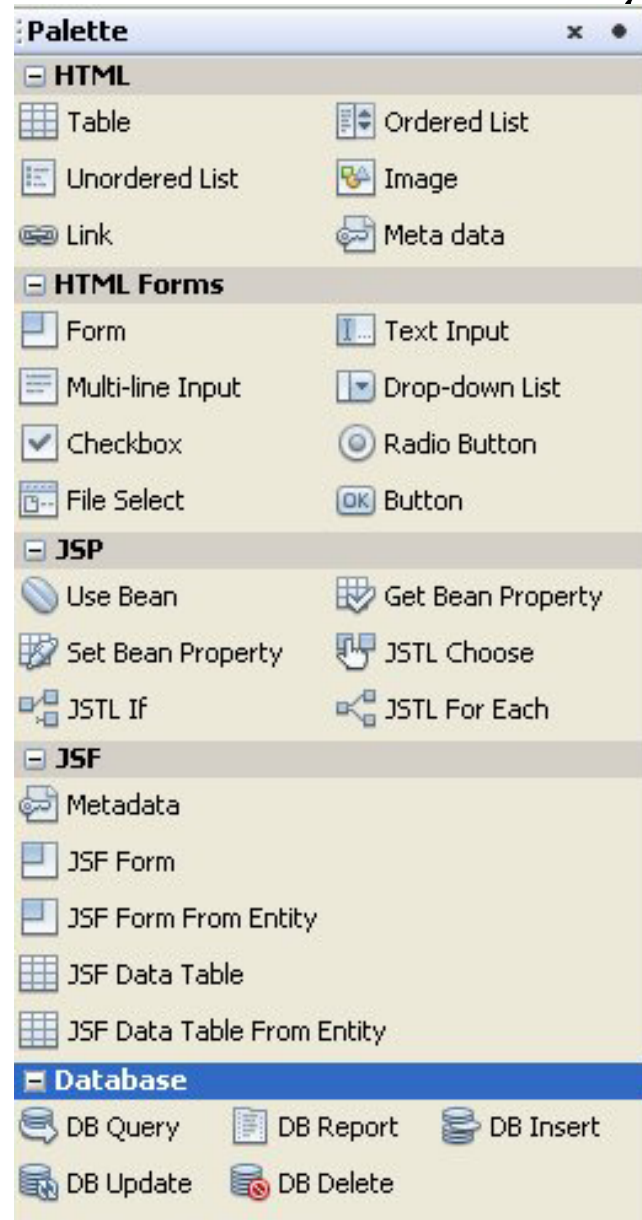 Palette
HTML
Table Ordered List
Unordered List Image
Link Meta data
HTML Forms
Form Text Input
Multi-line Input Drop-down List
Checkbox Radio Button
File Select OK Button
JSP
Use Bean Get Bean Property
Set Bean Property JSTL Choose
JSTL If JSTL For Each
JSF
Metadata
JSF Form
JSF Form From Entity
JSF Data Table
JSF Data Table From Entity
Database
DB Query DB Report DB Insert
DB Update DB Delete